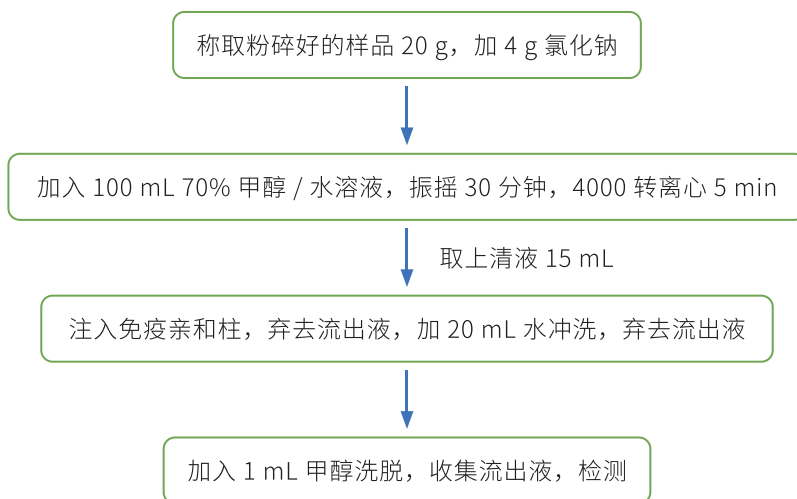 称取粉碎好的样品 20 g，加 4 g 氯化钠
加入 100 mL 70% 甲醇 / 水溶液，振摇 30 分钟，4000 转离心 5 min
取上清液 15 mL
注入免疫亲和柱，弃去流出液，加 20 mL 水冲洗，弃去流出液
加入 1 mL 甲醇洗脱，收集流出液，检测